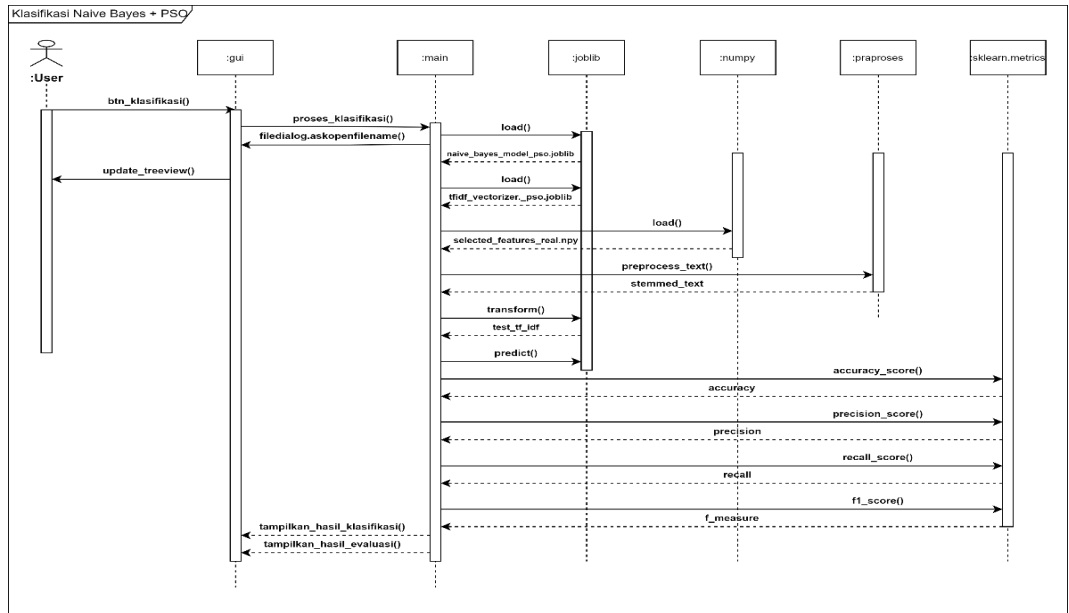 Klasifikasi Naive Bayes + PSO
:User
:gui
:main
:joblib
:numpy
:praproses
:sklearn.metrics
btn_klasifikasi()
proses_klasifikasi()
filedialog.askopenfilename()
load()
naive_bayes_model_pso.joblib
update_treeview()
load()
tfidf_vectorizer._pso.joblib
load()
selected_features_real.npy
preprocess_text()
stemmed_text
transform()
test_tf_idf
predict()
accuracy_score()
accuracy
precision_score()
precision
recall_score()
recall
f1_score()
f_measure
tampilkan_hasil_klasifikasi()
tampilkan_hasil_evaluasi()